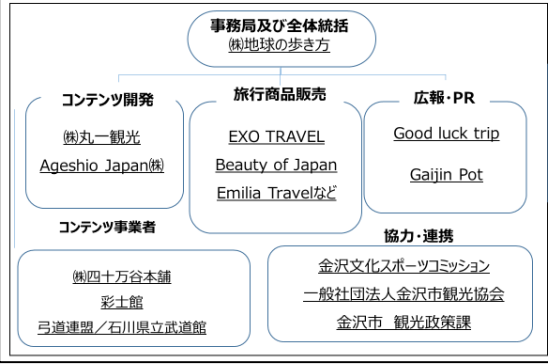 事務局及び全体統括
㈱地球の歩き方
コンテンツ開発
㈱丸一観光
Ageshio Japan㈱
旅行商品販売
EXO TRAVEL
Beauty of Japan
Emilia Travelなど
広報・PR
Good luck trip
Gaijin Pot
コンテンツ事業者
㈱四十万谷本舗
彩士館
弓道連盟／石川県立武道館
協力・連携
金沢文化スポーツコミッション
一般社団法人金沢市観光協会
金沢市　観光政策課